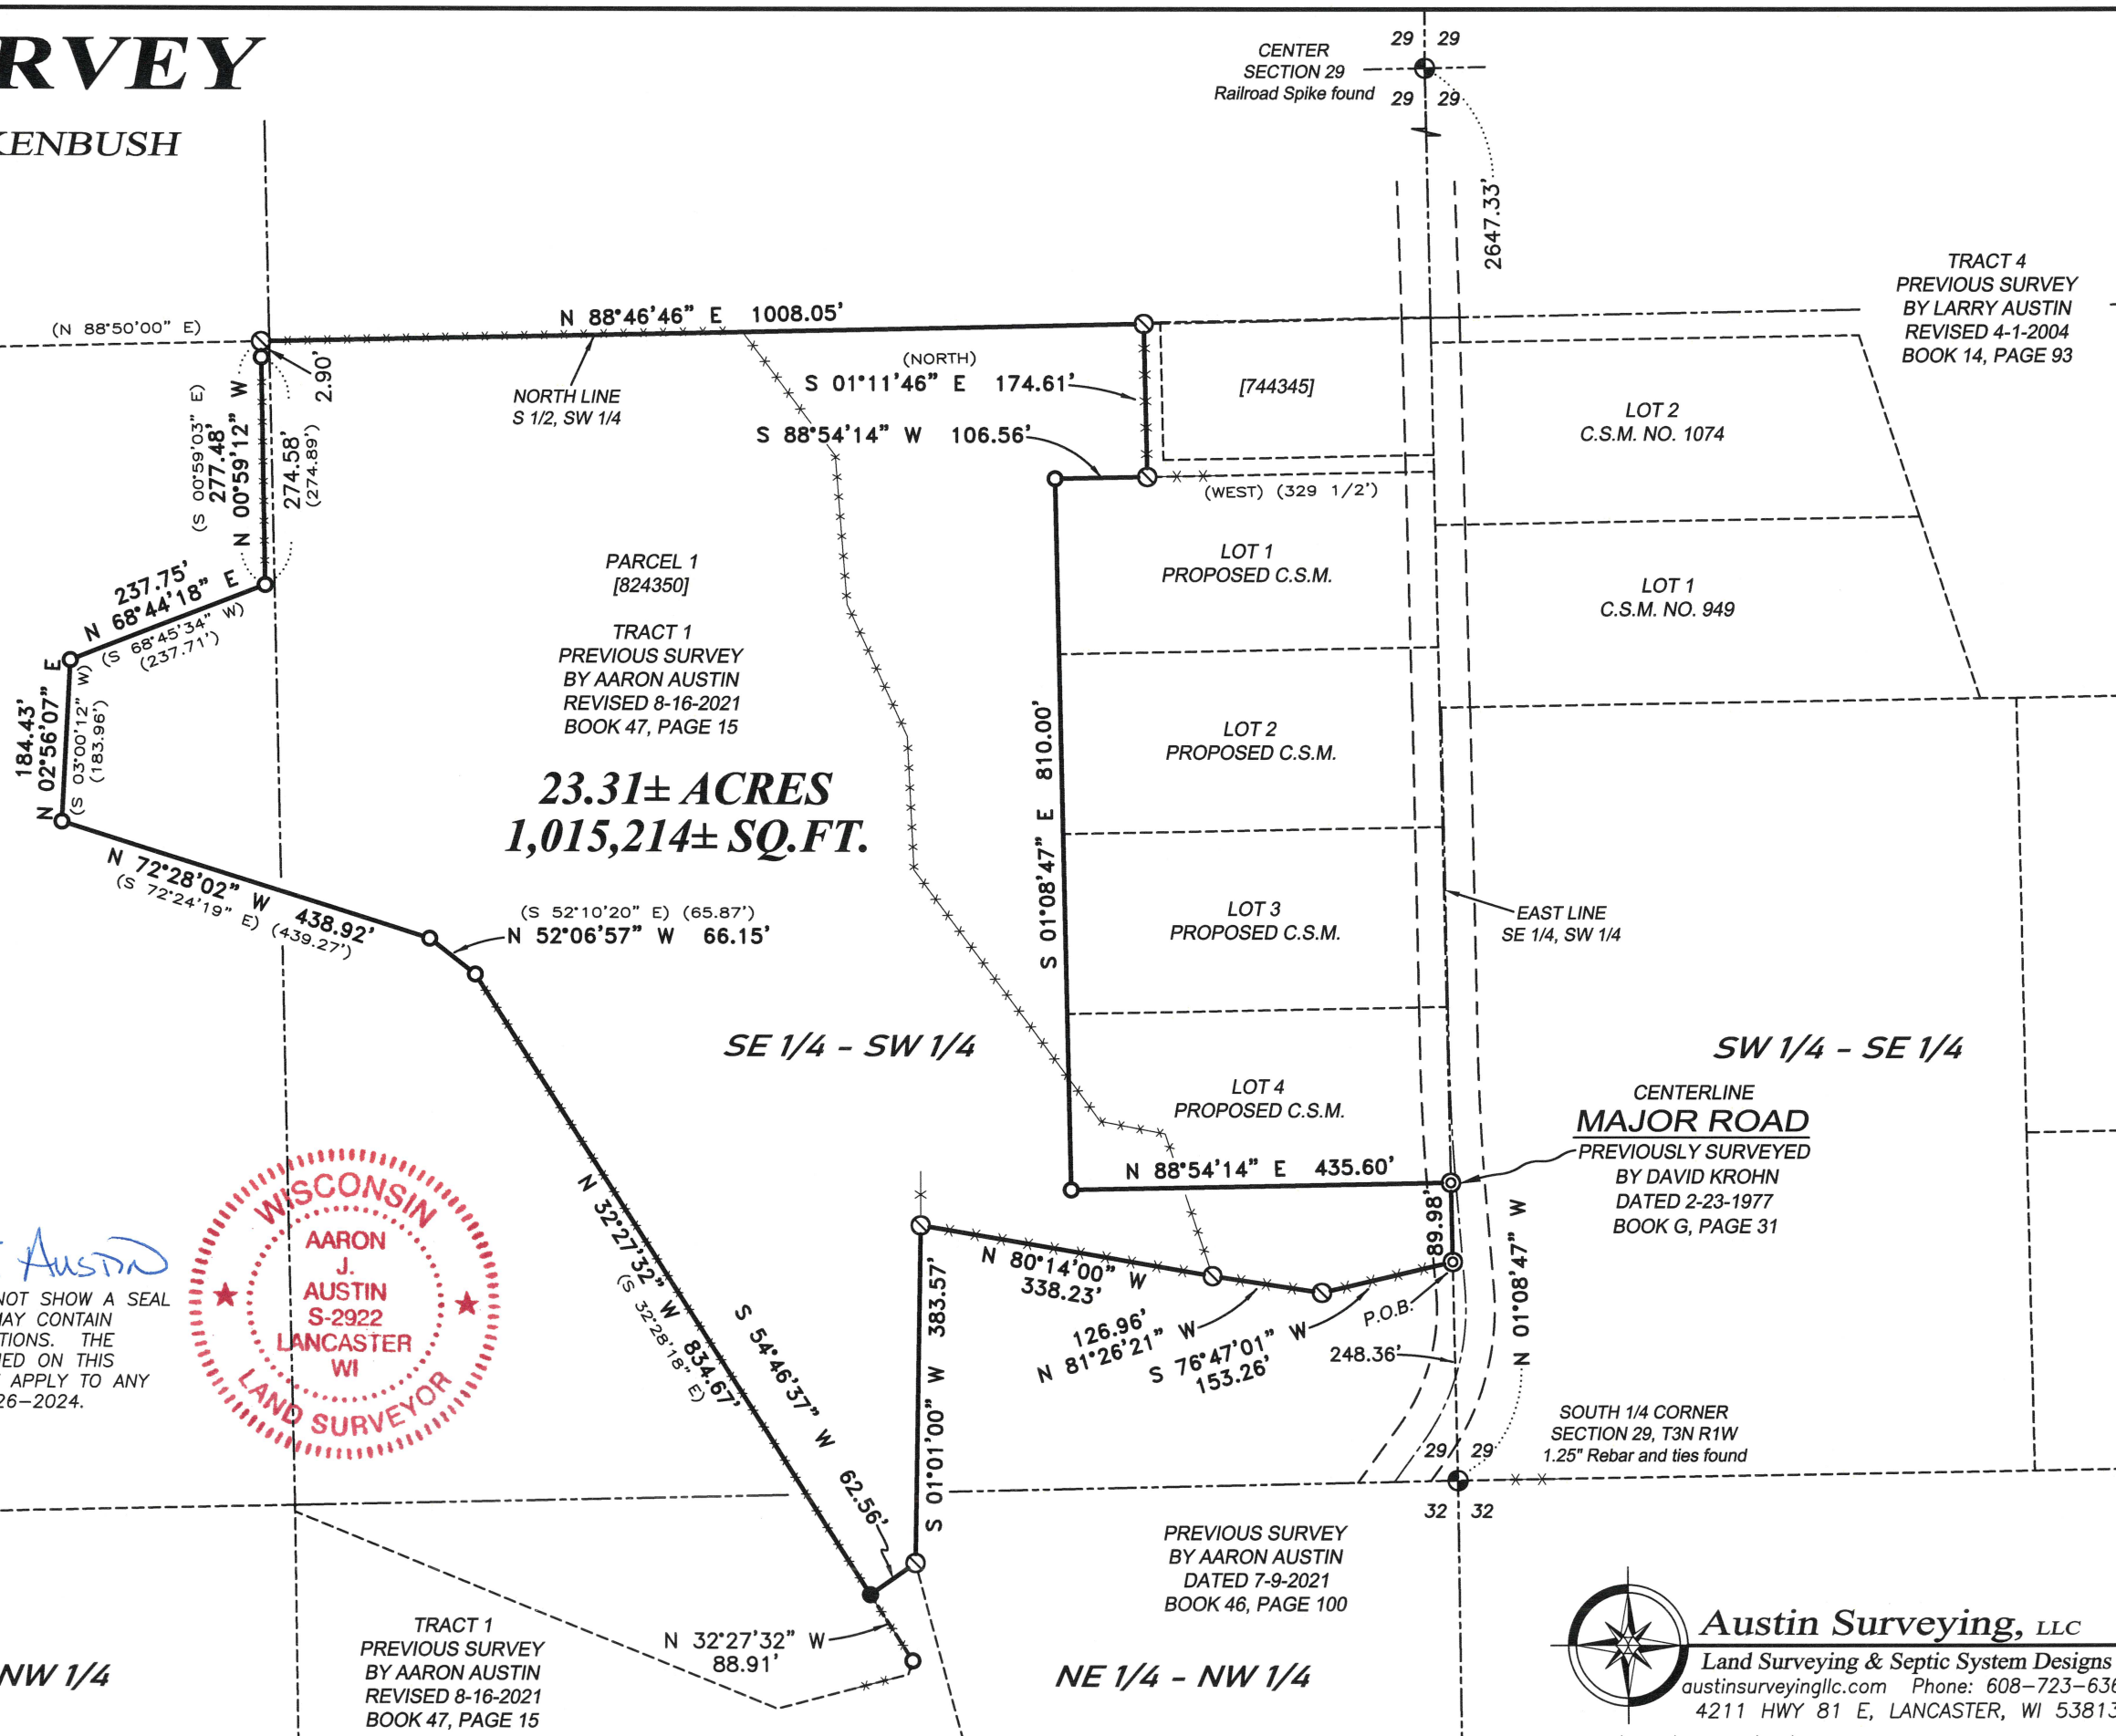 RVEY
KENBUSH
CENTER
SECTION 29
Railroad Spike found
29 29
29 29
2647.33'
TRACT 4
PREVIOUS SURVEY
BY LARRY AUSTIN
REVISED 4-1-2004
BOOK 14, PAGE 93
(N 88°50'00" E)
N 88°46'46" E 1008.05'
2.90'
NORTH LINE
S 1/2, SW 1/4
(NORTH)
S 01°11'46" E 174.61'
S 88°54'14" W 106.56'
[744345]
(WEST) (329 1/2')
LOT 2
C.S.M. NO. 1074
LOT 1
C.S.M. NO. 949
(S 00°59'03" E)
277.48'
N 00°59'12" W
274.58'
(274.89')
237.75'
N 68°44'18" E
(S 68°45'34" W)
(237.71')
184.43'
N 02°56'07" E
(S 03°00'12" W)
(183.96')
N 72°28'02" W 438.92'
(S 72°24'19" E) (439.27')
PARCEL 1
[824350]
TRACT 1
PREVIOUS SURVEY
BY AARON AUSTIN
REVISED 8-16-2021
BOOK 47, PAGE 15
23.31± ACRES
1,015,214± SQ.FT.
(S 52°10'20" E) (65.87')
N 52°06'57" W 66.15'
S 01°08'47" E 810.00'
LOT 1
PROPOSED C.S.M.
LOT 2
PROPOSED C.S.M.
LOT 3
PROPOSED C.S.M.
LOT 4
PROPOSED C.S.M.
EAST LINE
SE 1/4, SW 1/4
SE 1/4 - SW 1/4
SW 1/4 - SE 1/4
CENTERLINE
MAJOR ROAD
PREVIOUSLY SURVEYED
BY DAVID KROHN
DATED 2-23-1977
BOOK G, PAGE 31
N 88°54'14" E 435.60'
89.98'
N 01°08'47" W
N 80°14'00" W
338.23'
126.96'
N 81°26'21" W
S 76°47'01" W
153.26'
P.O.B.
248.36'
N 32°27'32" W 834.67'
(S 32°28'18" E)
S 54°46'37" W 62.56'
S 01°01'00" W 383.57'
SOUTH 1/4 CORNER
SECTION 29, T3N R1W
1.25" Rebar and ties found
29 29
32 32
WISCONSIN
AARON
J.
AUSTIN
S-2922
LANCASTER
WI
LAND SURVEYOR
Austin
NOT SHOW A SEAL
MAY CONTAIN
TIONS. THE
ED ON THIS
APPLY TO ANY
26-2024.
PREVIOUS SURVEY
BY AARON AUSTIN
DATED 7-9-2021
BOOK 46, PAGE 100
TRACT 1
PREVIOUS SURVEY
BY AARON AUSTIN
REVISED 8-16-2021
BOOK 47, PAGE 15
N 32°27'32" W
88.91'
NW 1/4
NE 1/4 - NW 1/4
Austin Surveying, LLC
Land Surveying & Septic System Designs
austinsurveyingllc.com Phone: 608-723-636
4211 HWY 81 E, LANCASTER, WI 53813